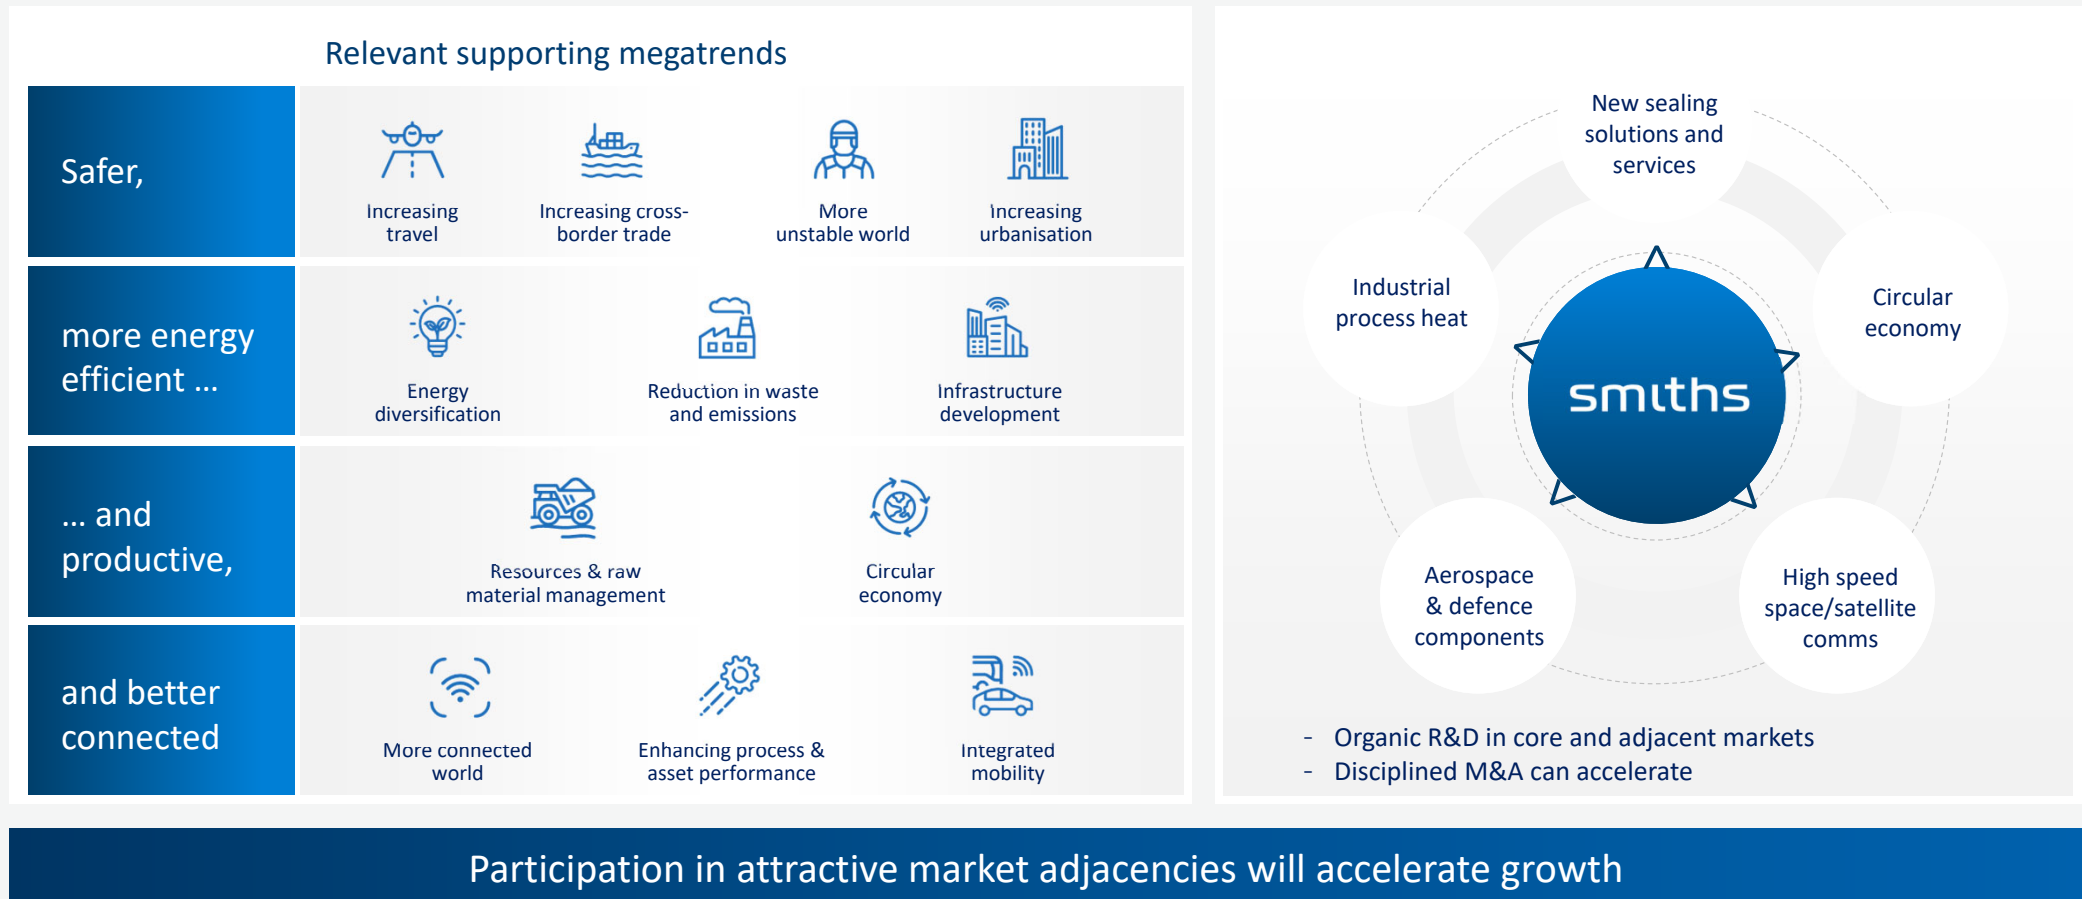 Relevant supporting megatrends
Safer,
Increasing
travel
Increasing cross-
border trade
More
unstable world
Increasing
urbanisation
more energy
efficient ...
Energy
diversification
Reduction in waste
and emissions
Infrastructure
development
... and
productive,
Resources & raw
material management
Circular
economy
and better
connected
More connected
world
Enhancing process &
asset performance
Integrated
mobility
New sealing
solutions and
services
Industrial
process heat
Circular
economy
smiths
Aerospace
& defence
components
High speed
space/satellite
comms
- Organic R&D in core and adjacent markets
- Disciplined M&A can accelerate
Participation in attractive market adjacencies will accelerate growth